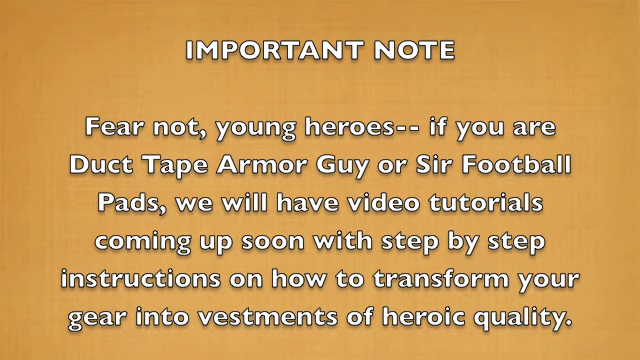 IMPORTANT NOTE
Fear not, young heroes-- if you are
Duct Tape Armor Guy or Sir Football
Pads, we will have video tutorials
coming up soon with step by step
instructions on how to transform your
gear into vestments of heroic quality.